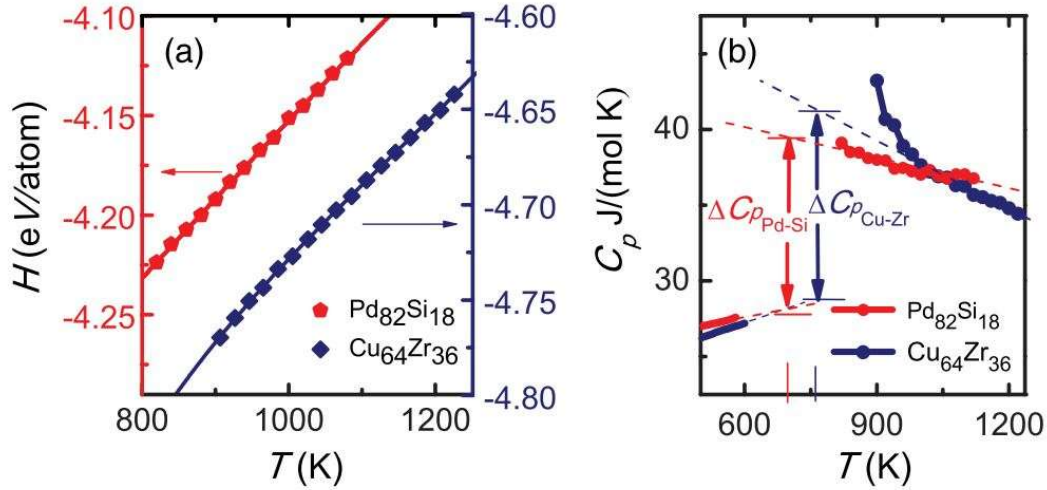 (a)
H (eV/atom)
-4.10
-4.15
-4.20
-4.25
800
1000
1200
T (K)
-4.60
-4.65
-4.70
-4.75
-4.80
Pd82Si18
Cu64Zr36
(b)
Cp J/(mol K)
40
30
600
900
1200
T (K)
ΔCpPd-Si
ΔCpCu-Zr
Pd82Si18
Cu64Zr36